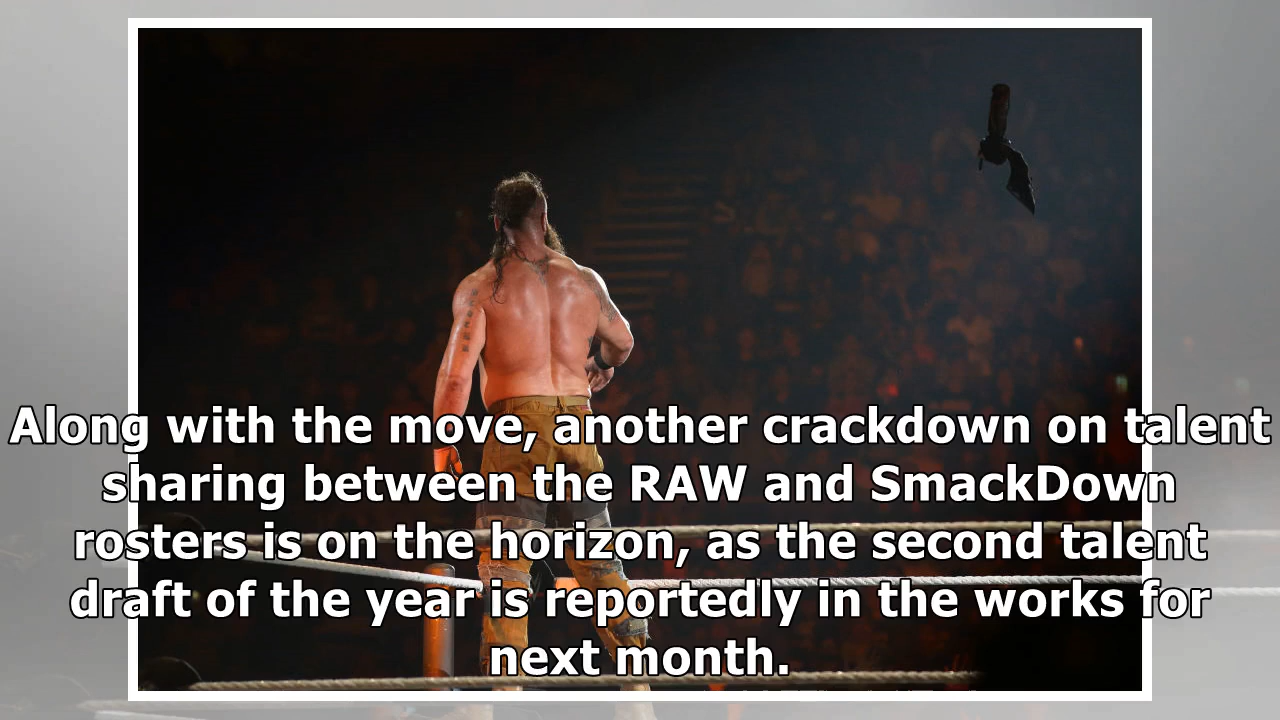 Along with the move, another crackdown on talent
sharing between the RAW and SmackDown
rosters is on the horizon, as the second talent
draft of the year is reportedly in the works for
next month.